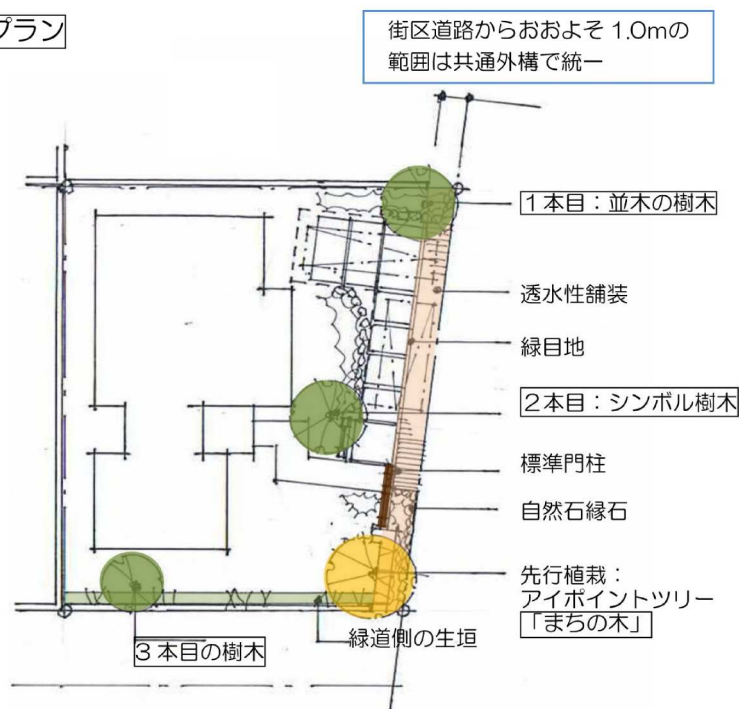 プラン
街区道路からおおよそ 1.0mの
範囲は共通外構で統一
1本目：並木の樹木
透水性舗装
緑目地
2本目：シンボル樹木
標準門柱
自然石縁石
先行植栽：
アイポイントツリー
「まちの木」
緑道側の生垣
3本目の樹木